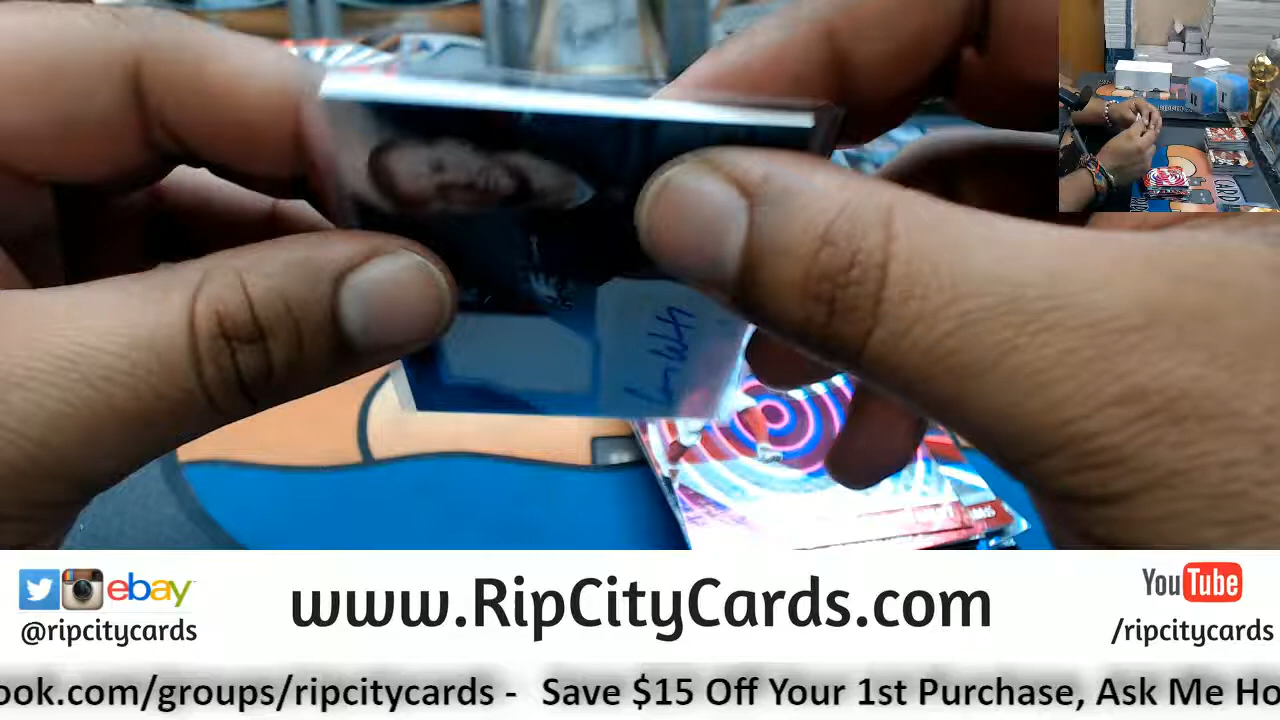 ebay
@ripcitycards
www.RipCityCards.com
YouTube
/ripcitycards
ook.com/groups/ripcitycards - Save $15 Off Your 1st Purchase, Ask Me Ho